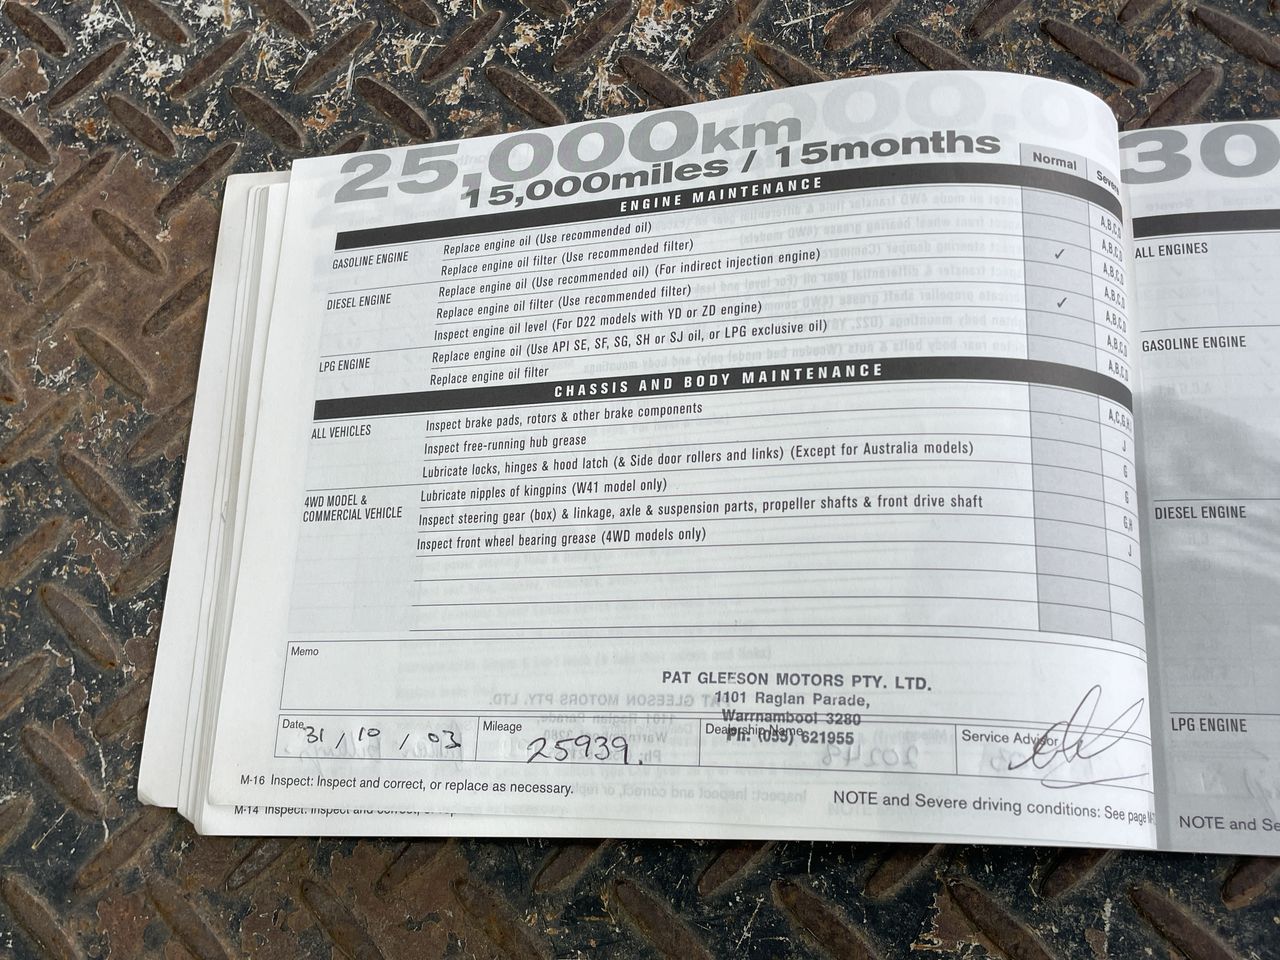 25,000km
15,000miles / 15months
Normal
ENGINE MAINTENANCE
GASOLINE ENGINE
Replace engine oil (Use recommended oil) A,B,C,D
Replace engine oil filter (Use recommended filter) A,B,C,D
DIESEL ENGINE
Replace engine oil (Use recommended oil) (For indirect injection engine) ✓ A,B,C,D
Replace engine oil filter (Use recommended filter) A,B,C,D
Inspect engine oil level (For D22 models with YD or ZD engine) ✓ A,B,C,D
LPG ENGINE
Replace engine oil (Use API SE, SF, SG, SH or SJ oil, or LPG exclusive oil) A,B,C,D
Replace engine oil filter A,B,C,D
CHASSIS AND BODY MAINTENANCE
ALL VEHICLES
Inspect brake pads, rotors & other brake components
Inspect free-running hub grease J
Lubricate locks, hinges & hood latch (& Side door rollers and links) (Except for Australia models) G
4WD MODEL &
COMMERCIAL VEHICLE
Lubricate nipples of kingpins (W41 model only) G
Inspect steering gear (box) & linkage, axle & suspension parts, propeller shafts & front drive shaft G,H
Inspect front wheel bearing grease (4WD models only) J
Memo
PAT GLEESON MOTORS PTY. LTD.
1101 Raglan Parade,
Warrnambool 3280
Ph: (055) 621955
Date 31 / 10 / 03
Mileage 25939.
Dealership Name
Service Advisor
M-16 Inspect: Inspect and correct, or replace as necessary.
NOTE and Severe driving conditions: See page
M-14 Inspect: Inspect and correct,
30
ALL ENGINES
GASOLINE ENGINE
DIESEL ENGINE
LPG ENGINE
NOTE and Se